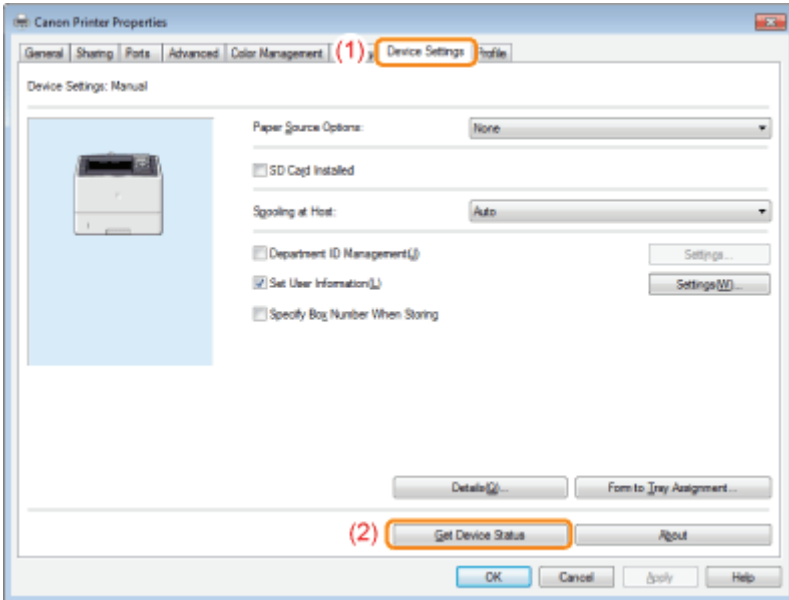 Canon Printer Properties
General Sharing Ports Advanced Color Management (1) Device Settings Profile
Device Settings: Manual
Paper Source Options: None
SD Card Installed
Spooling at Host: Auto
Department ID Management(J) Settings...
Set User Information(L) Settings(W)...
Specify Box Number When Storing
Details(Q)... Form to Tray Assignment...
(2) Get Device Status About
OK Cancel Apply Help